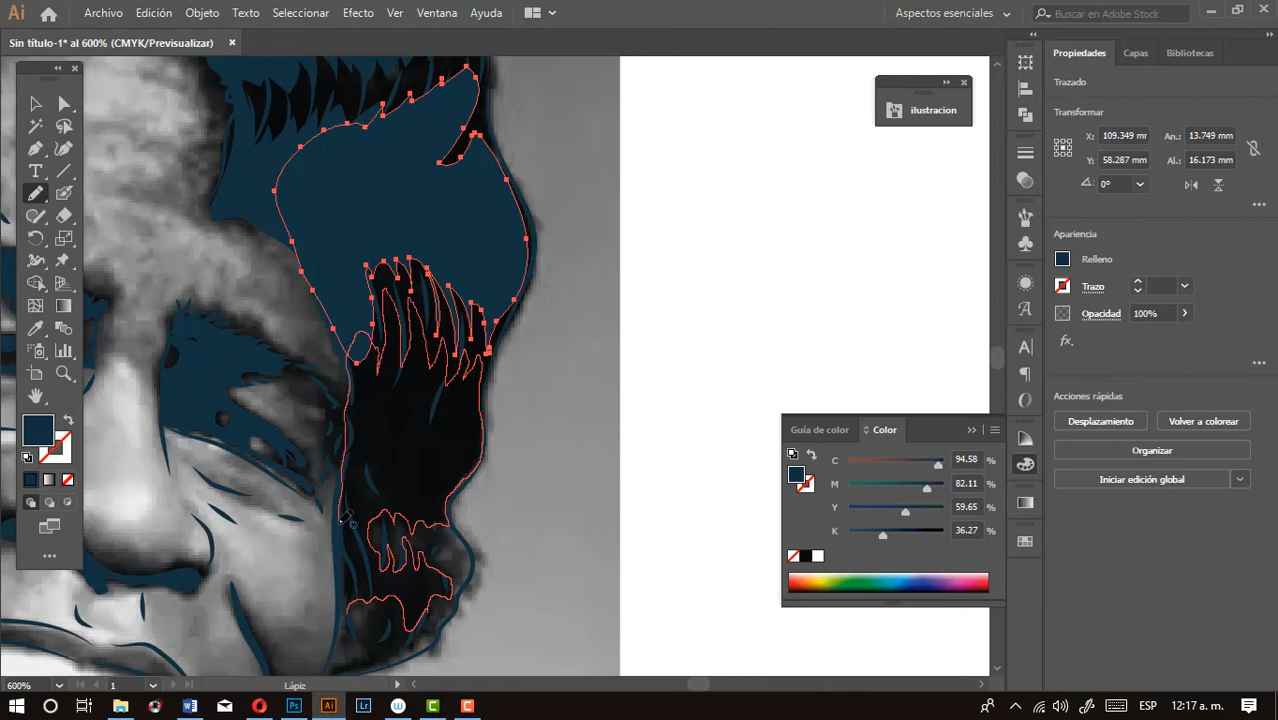 Ai
Archivo Edición Objeto Texto Seleccionar Efecto Ver Ventana Ayuda
Aspectos esenciales
Buscar en Adobe Stock
Sin título-1* al 600% (CMYK/Previsualizar) ×
Propiedades Capas Bibliotecas
Trazado
Transformar
X: 109.349 mm An.: 13.749 mm
Y: 58.287 mm Al.: 16.173 mm
0°
Apariencia
Relleno
Trazo
Opacidad 100%
fx.
Acciones rápidas
Desplazamiento Volver a colorear
Organizar
Iniciar edición global
ilustracion
Guía de color Color
C 94.58 %
M 82.11 %
Y 59.65 %
K 36.27 %
600% 1 Lápiz
Ps Ai Lr
ESP 12:17 a. m.